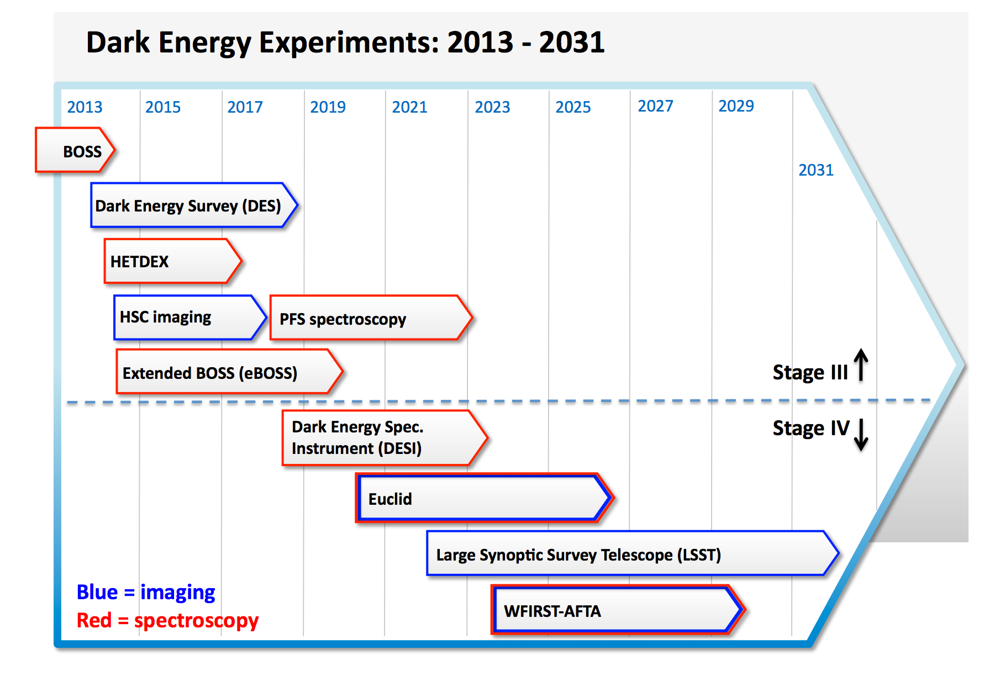 Dark Energy Experiments: 2013 - 2031
2013 2015 2017 2019 2021 2023 2025 2027 2029
2031
BOSS
Dark Energy Survey (DES)
HETDEX
HSC imaging
PFS spectroscopy
Extended BOSS (eBOSS)
Stage III
Stage IV
Dark Energy Spec.
Instrument (DESI)
Euclid
Large Synoptic Survey Telescope (LSST)
WFIRST-AFTA
Blue = imaging
Red = spectroscopy